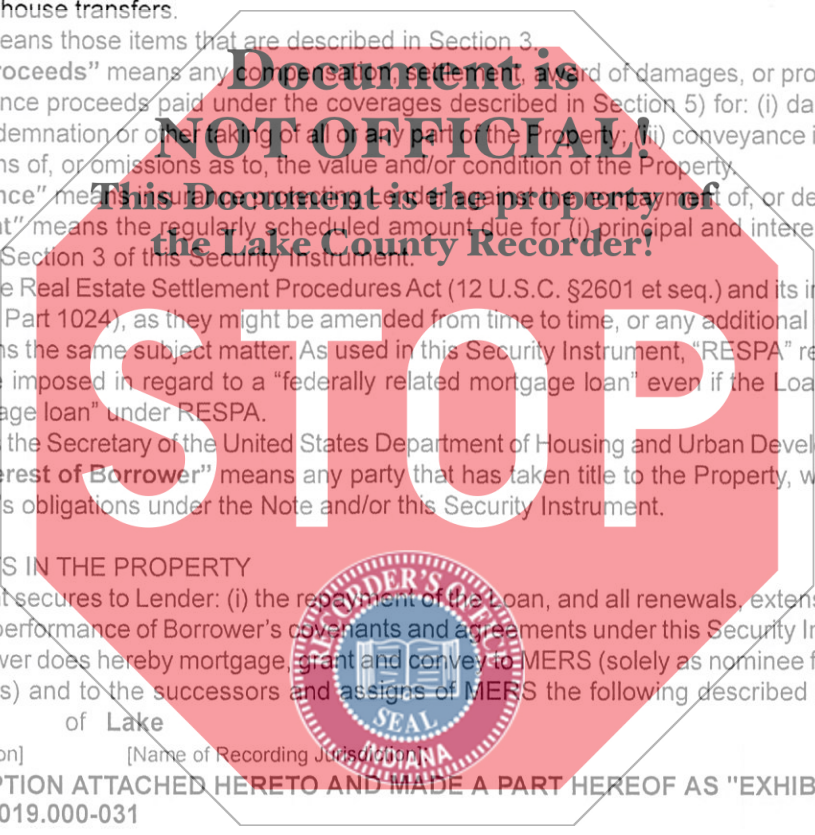 house transfers.
eans those items that are described in Section 3.
Document is
roceeds” means any compensation, settlement, award of damages, or pro
nce proceeds paid under the coverages described in Section 5) for: (i) da
NOT OFFICIAL!
demnation or other taking of all or any part of the Property; (iii) conveyance i
ns of, or omissions as to, the value and/or condition of the Property.
This Document is the property of
nce” means insurance protecting Lender against the nonpayment of, or de
nt” means the regularly scheduled amount due for (i) principal and intere
the Lake County Recorder!
Section 3 of this Security Instrument.
e Real Estate Settlement Procedures Act (12 U.S.C. §2601 et seq.) and its i
Part 1024), as they might be amended from time to time, or any additional
ns the same subject matter. As used in this Security Instrument, “RESPA” re
e imposed in regard to a “federally related mortgage loan” even if the Loa
age loan” under RESPA.
STOP
s the Secretary of the United States Department of Housing and Urban Devel
erest of Borrower” means any party that has taken title to the Property, w
's obligations under the Note and/or this Security Instrument.
S IN THE PROPERTY
t secures to Lender: (i) the repayment of the Loan, and all renewals, extens
performance of Borrower's covenants and agreements under this Security In
wer does hereby mortgage, grant and convey to MERS (solely as nominee f
s) and to the successors and assigns of MERS the following described
RECORDER'S OFFICE
SEAL
INDIANA
of Lake
on] [Name of Recording Jurisdiction]:
PTION ATTACHED HERETO AND MADE A PART HEREOF AS "EXHIB
019.000-031